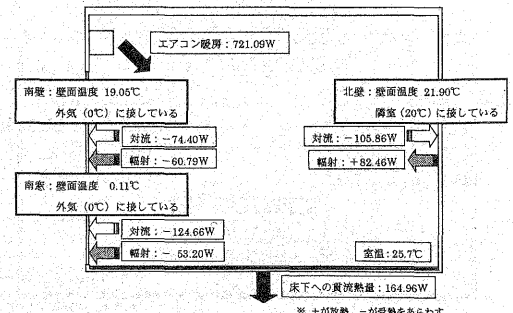 エアコン暖房：721.09W
南壁：壁面温度 19.05℃
外気（0℃）に接している
対流：－74.40W
輻射：－60.79W
南窓：壁面温度 0.11℃
外気（0℃）に接している
対流：－124.66W
輻射：－ 53.20W
北壁：壁面温度 21.90℃
隣室（20℃）に接している
対流：－105.86W
輻射：＋82.46W
室温：25.7℃
床下への貫流熱量：164.96W
※ ＋が放熱、－が受熱をあらわす